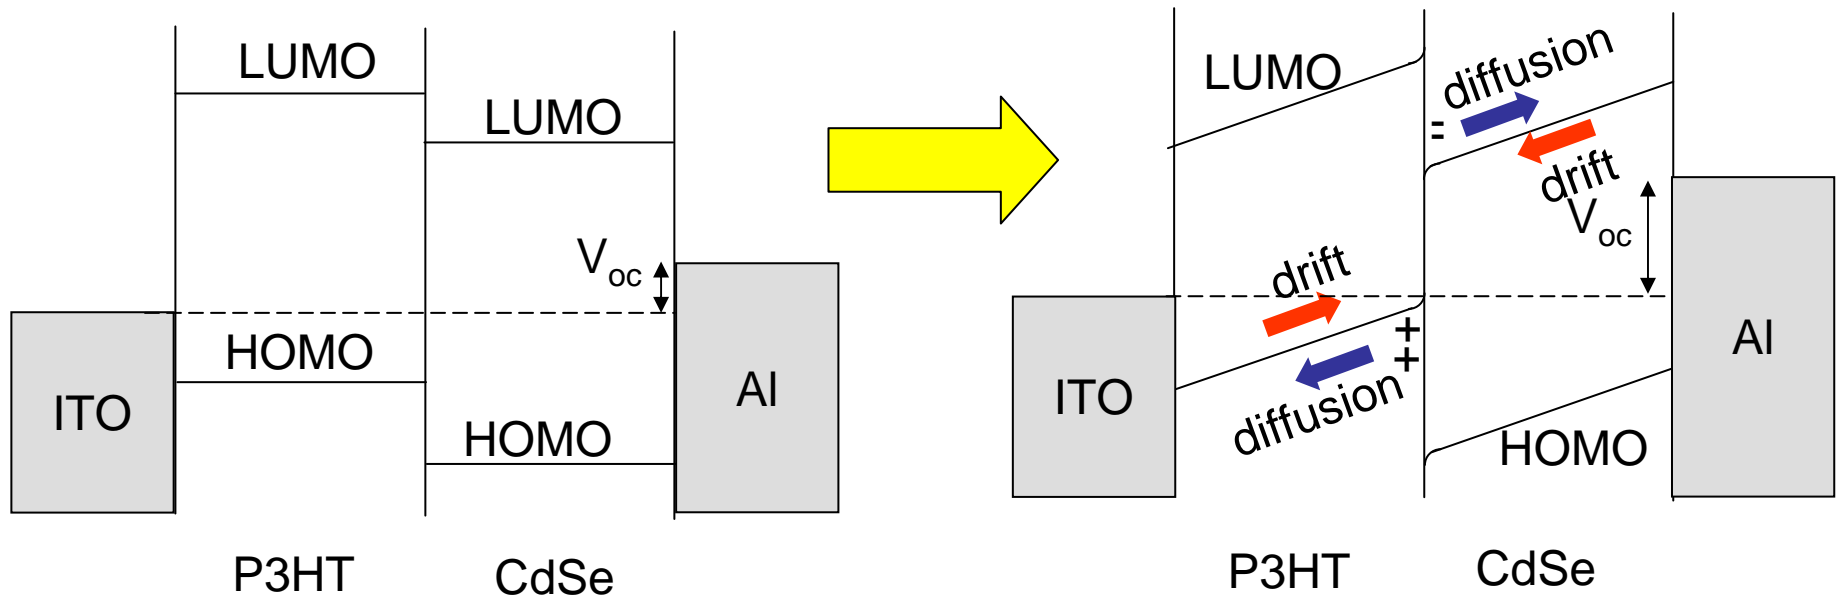 LUMO
LUMO
Voc
HOMO
ITO
Al
HOMO
P3HT
CdSe
LUMO
diffusion
=
drift
Voc
drift
+
+
ITO
Al
diffusion
HOMO
P3HT
CdSe